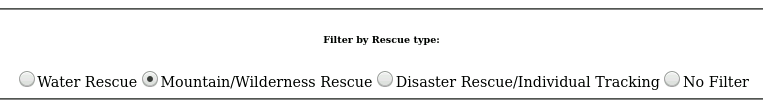 Filter by Rescue type:
Water Rescue Mountain/Wilderness Rescue Disaster Rescue/Individual Tracking No Filter